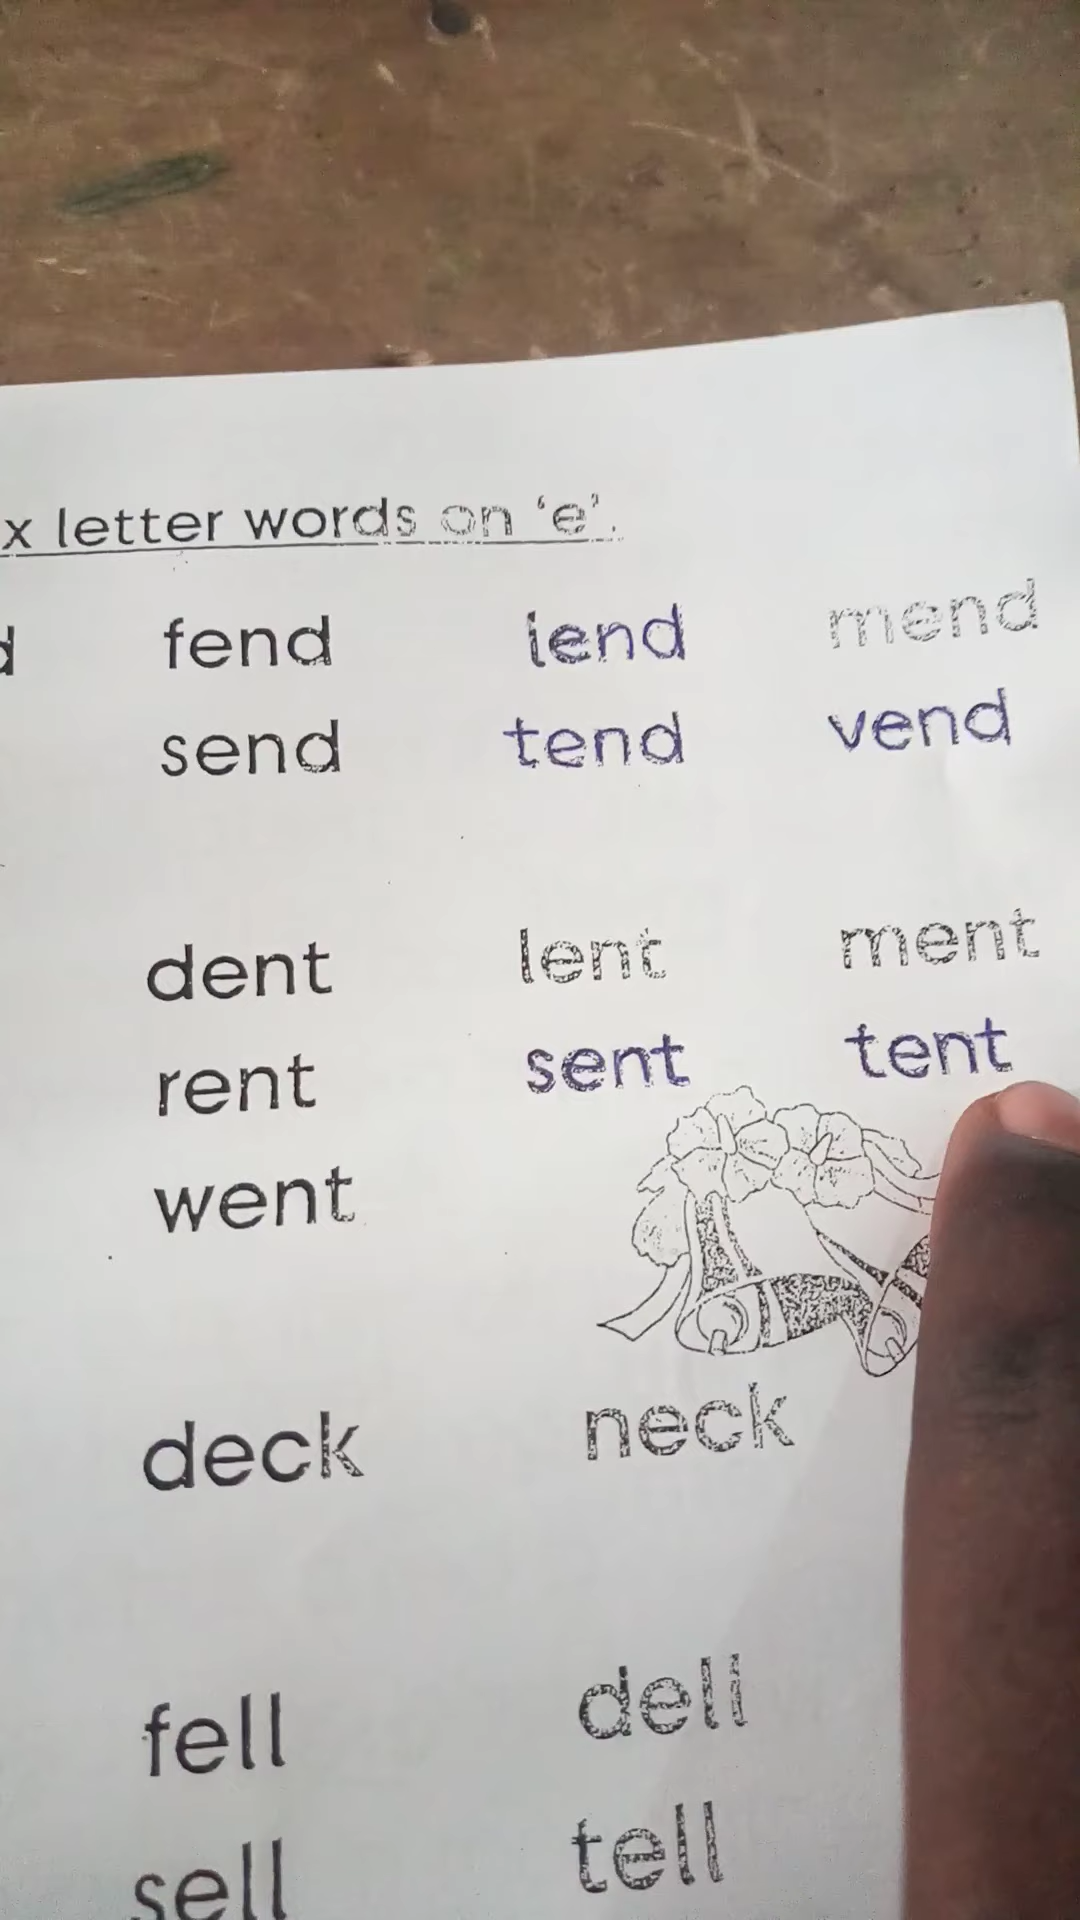 x letter words on ‘e’.
d fend lend mend
send tend vend
dent lent ment
rent sent tent
went
deck neck
fell dell
sell tell